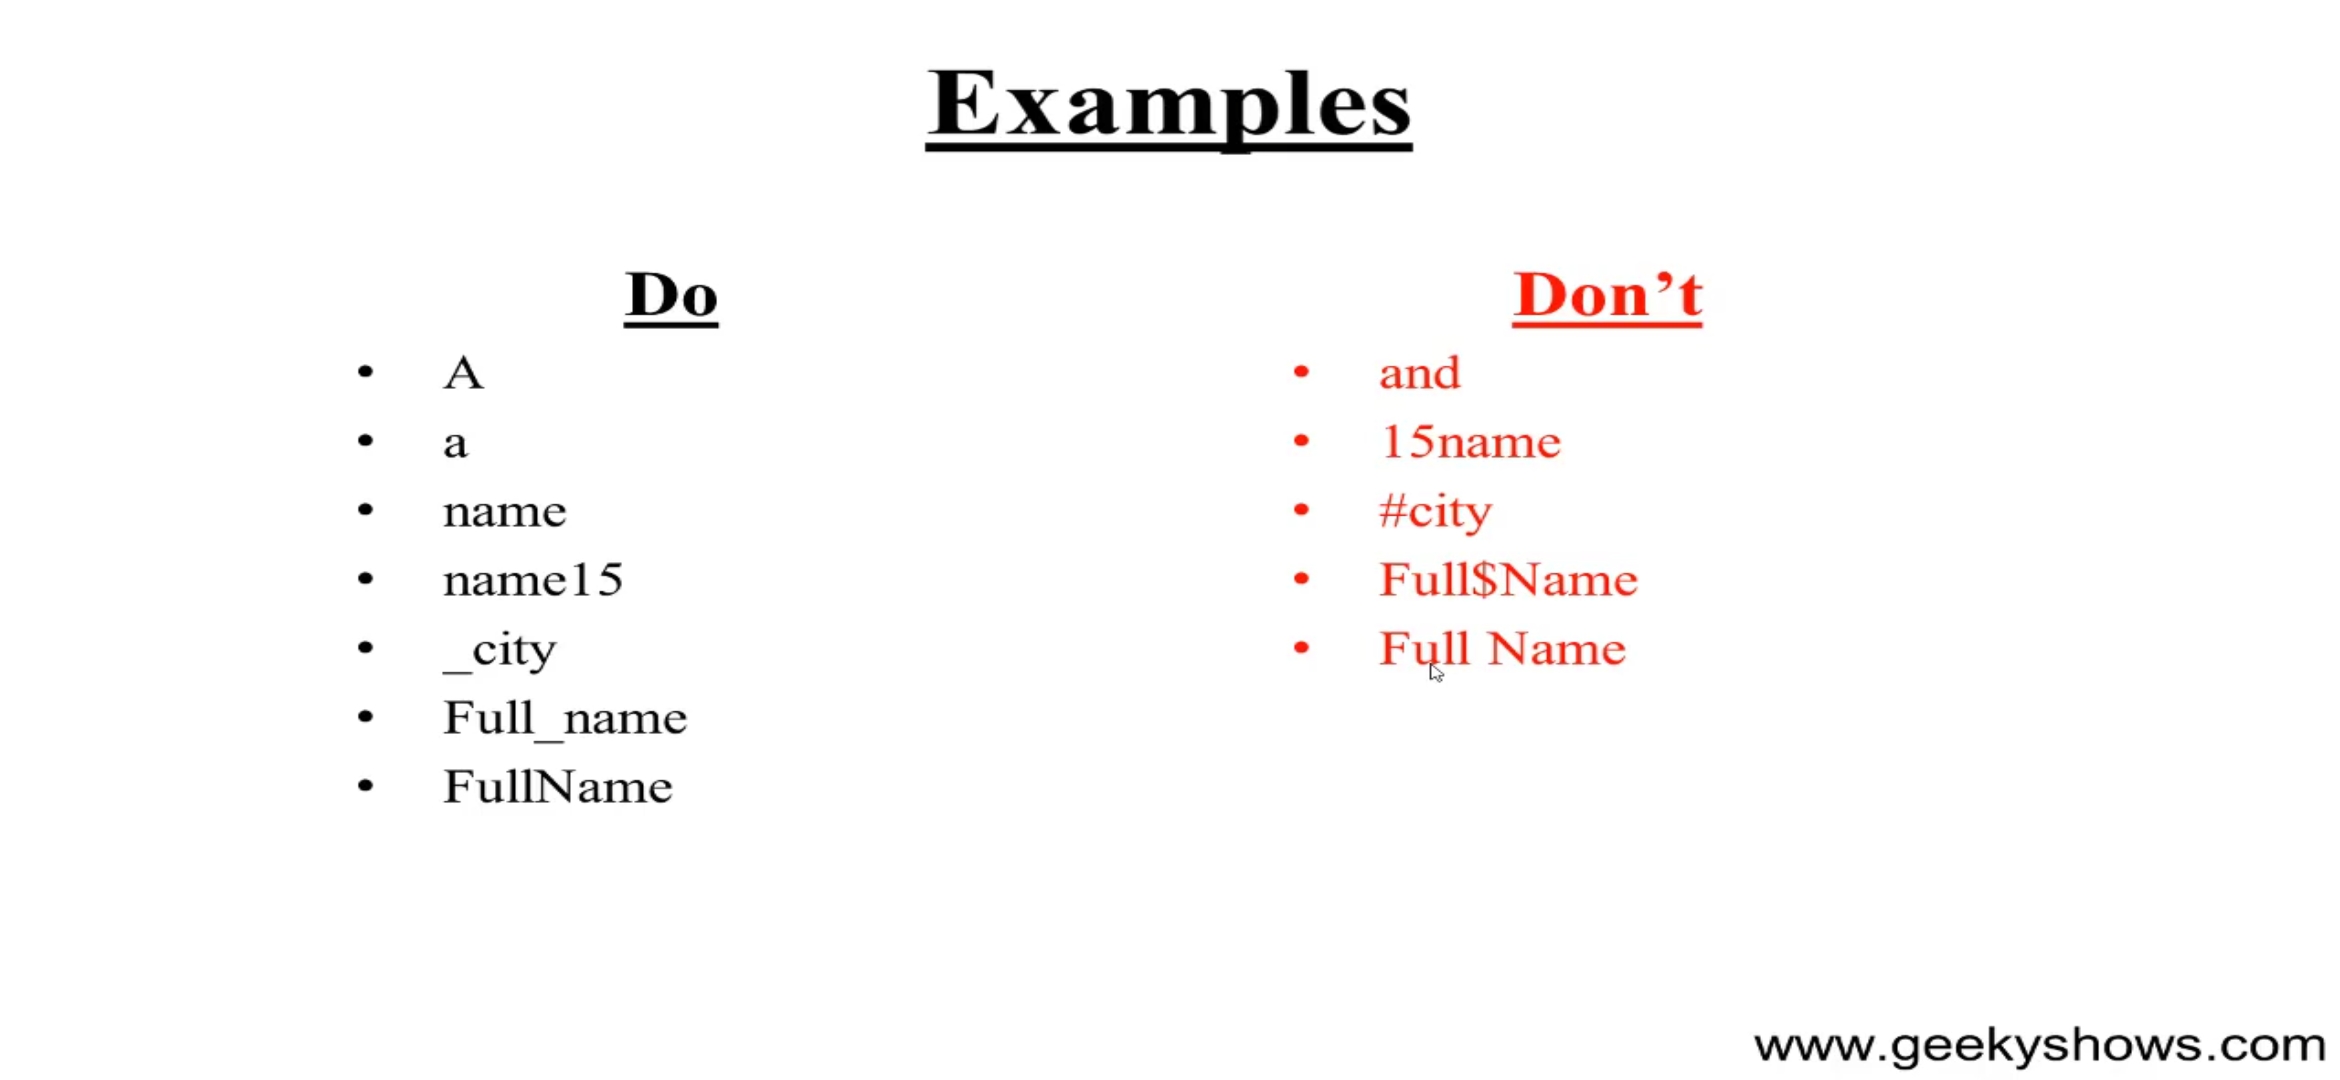 Examples
Do
• A
• a
• name
• name15
• _city
• Full_name
• FullName
Don’t
• and
• 15name
• #city
• Full$Name
• Full Name
www.geekyshows.com